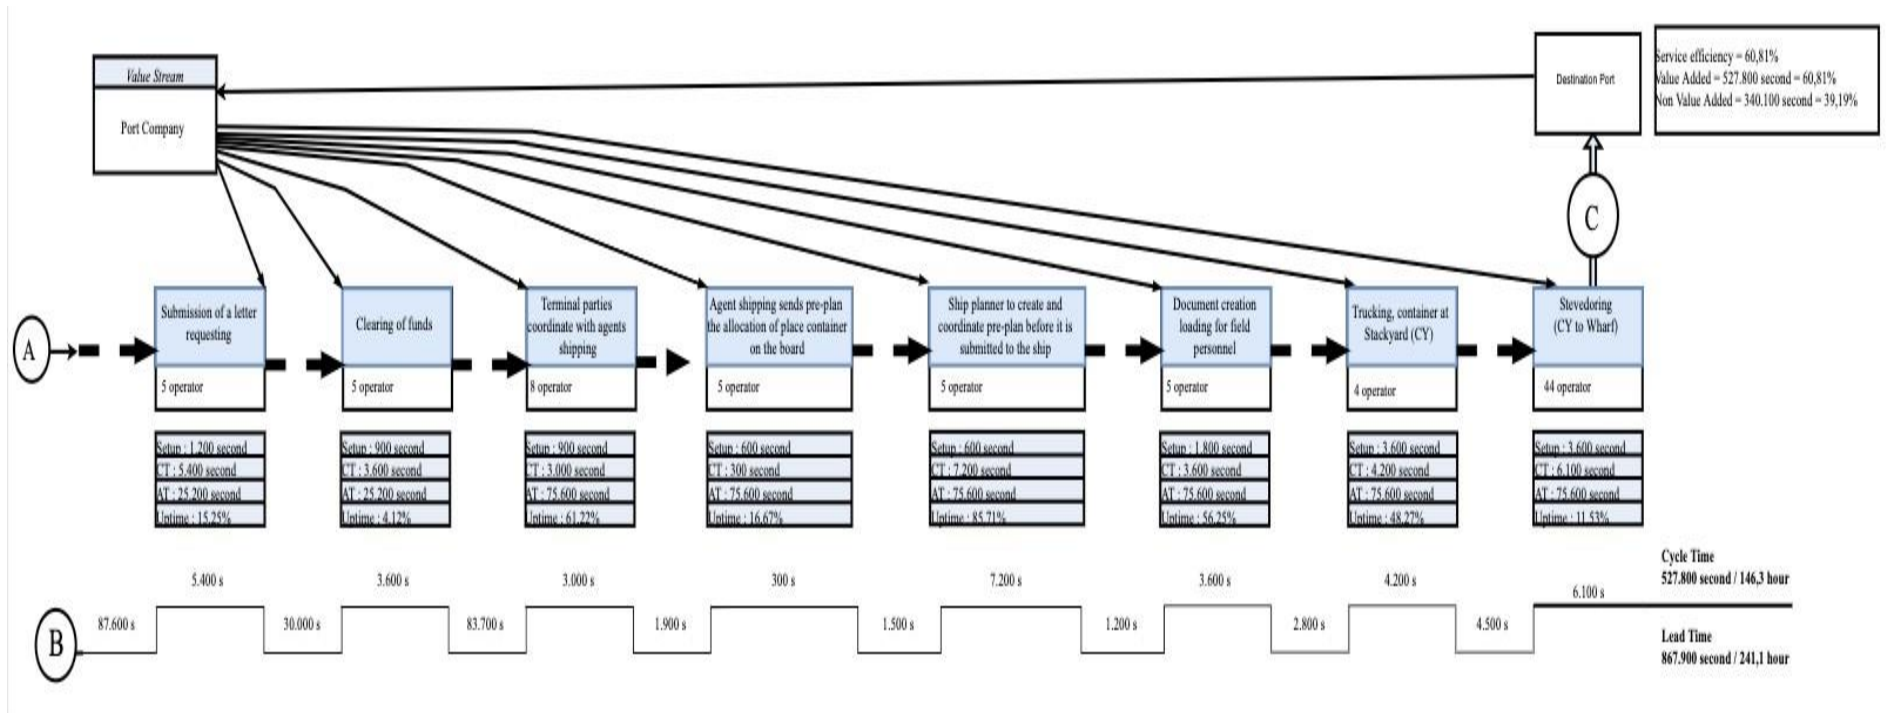 Value Stream
Port Company
Destination Port
Service efficiency = 60,81%
Value Added = 527.800 second = 60,81%
Non Value Added = 340.100 second = 39,19%
C
A
Submission of a letter
requesting
5 operator
Setup : 1.200 second
CT : 5.400 second
AT : 25.200 second
Uptime : 15.25%
Clearing of funds
5 operator
Setup : 900 second
CT : 3.600 second
AT : 25.200 second
Uptime : 4.12%
Terminal parties
coordinate with agents
shipping
8 operator
Setup : 900 second
CT : 3.000 second
AT : 75.600 second
Uptime : 61.22%
Agent shipping sends pre-plan
the allocation of place container
on the board
5 operator
Setup : 600 second
CT : 300 second
AT : 75.600 second
Uptime : 16.67%
Ship planner to create and
coordinate pre-plan before it is
submitted to the ship
5 operator
Setup : 600 second
CT : 7.200 second
AT : 75.600 second
Uptime : 85.71%
Document creation
loading for field
personnel
5 operator
Setup : 1.800 second
CT : 3.600 second
AT : 75.600 second
Uptime : 56.25%
Trucking, container at
Stackyard (CY)
4 operator
Setup : 3.600 second
CT : 4.200 second
AT : 75.600 second
Uptime : 48.27%
Stevedoring
(CY to Wharf)
44 operator
Setup : 3.600 second
CT : 6.100 second
AT : 75.600 second
Uptime : 11.53%
B
87.600 s
5.400 s
30.000 s
3.600 s
83.700 s
3.000 s
1.900 s
300 s
1.500 s
7.200 s
1.200 s
3.600 s
2.800 s
4.200 s
4.500 s
6.100 s
Cycle Time
527.800 second / 146,3 hour
Lead Time
867.900 second / 241,1 hour